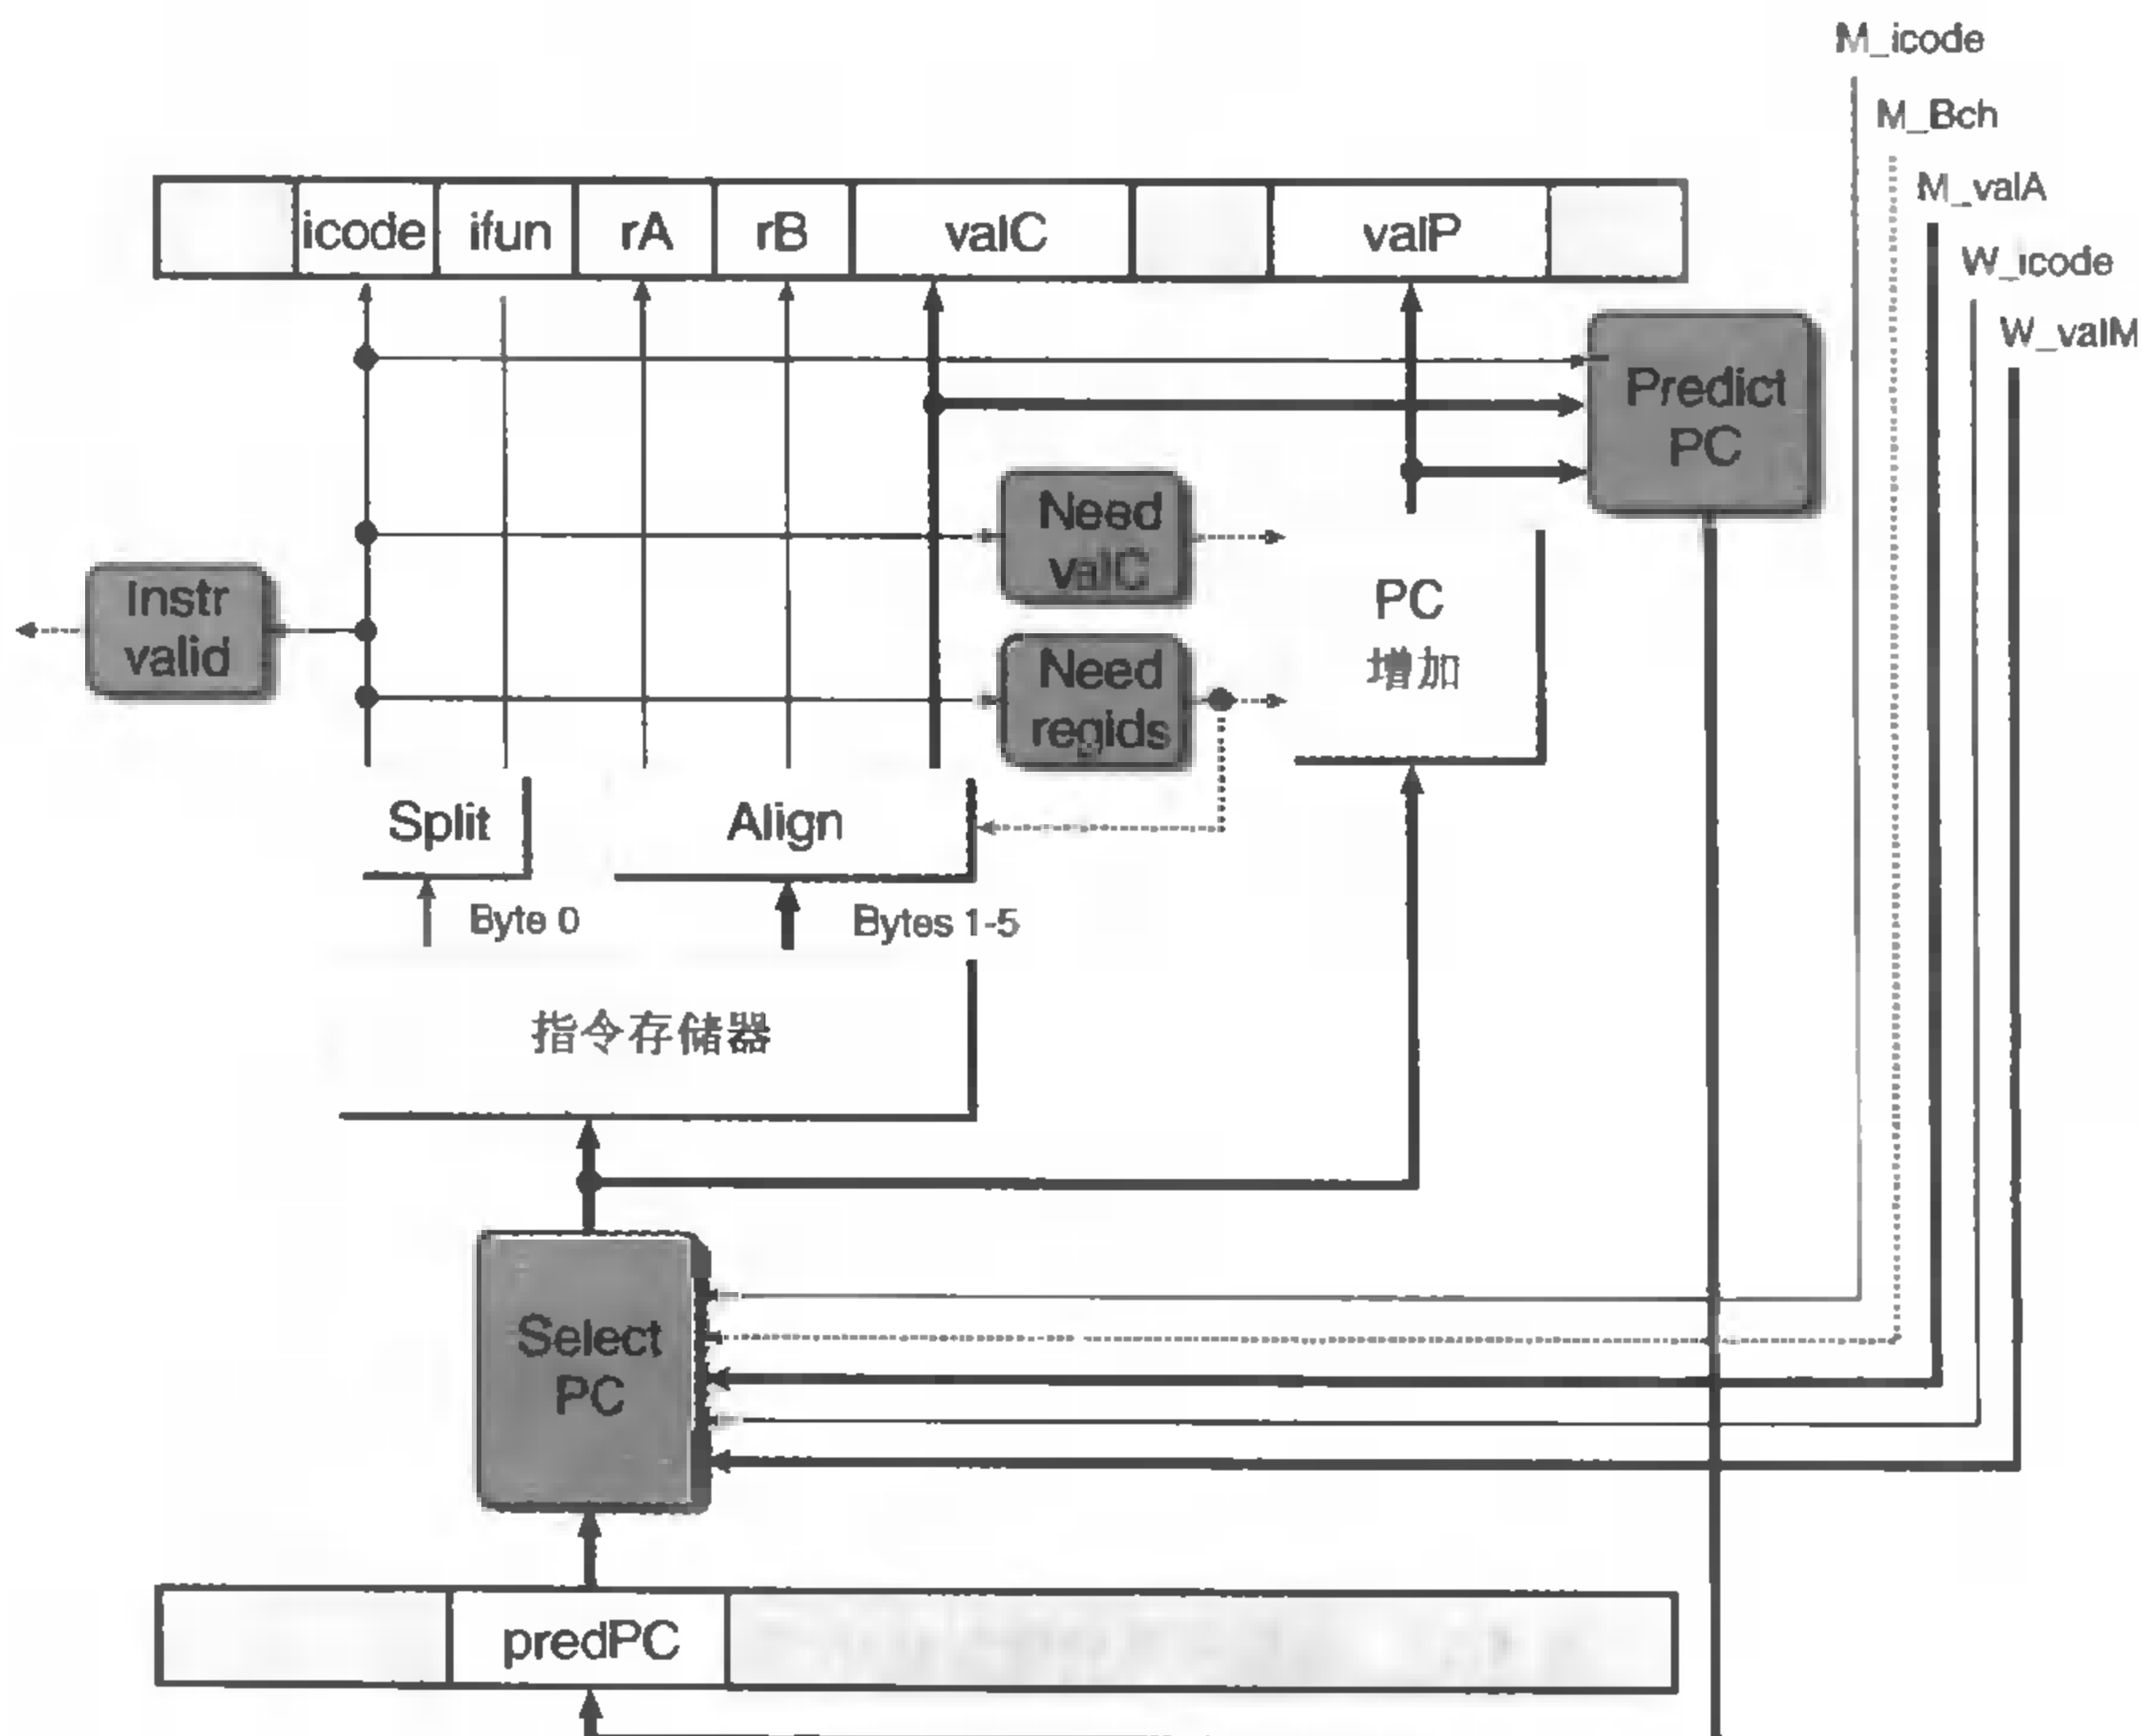 M_icode
M_Bch
M_valA
W_icode
W_valM
icode ifun rA rB valC valP
Predict
PC
Need
valC
Instr
valid
PC
增加
Need
regids
Split
Align
Byte 0
Bytes 1-5
指令存储器
Select
PC
predPC